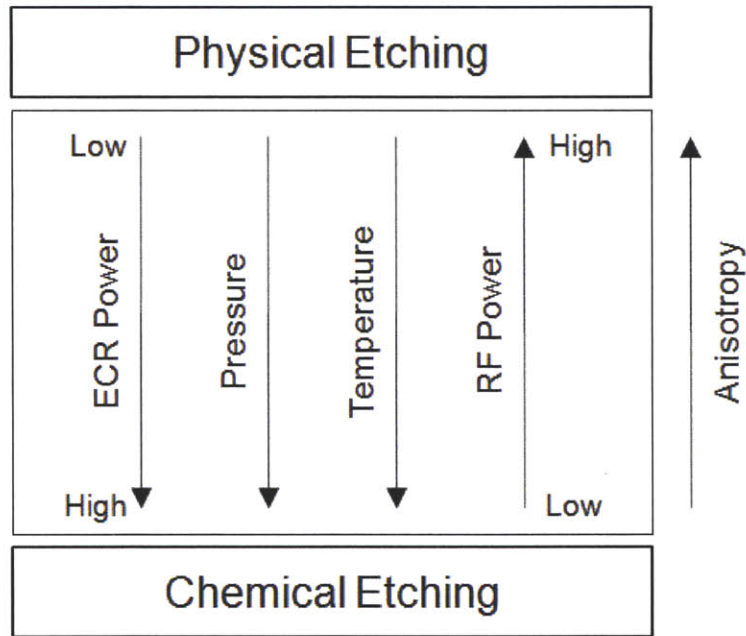 Physical Etching
Low
High
ECR Power
Pressure
Temperature
RF Power
Anisotropy
High
Low
Chemical Etching